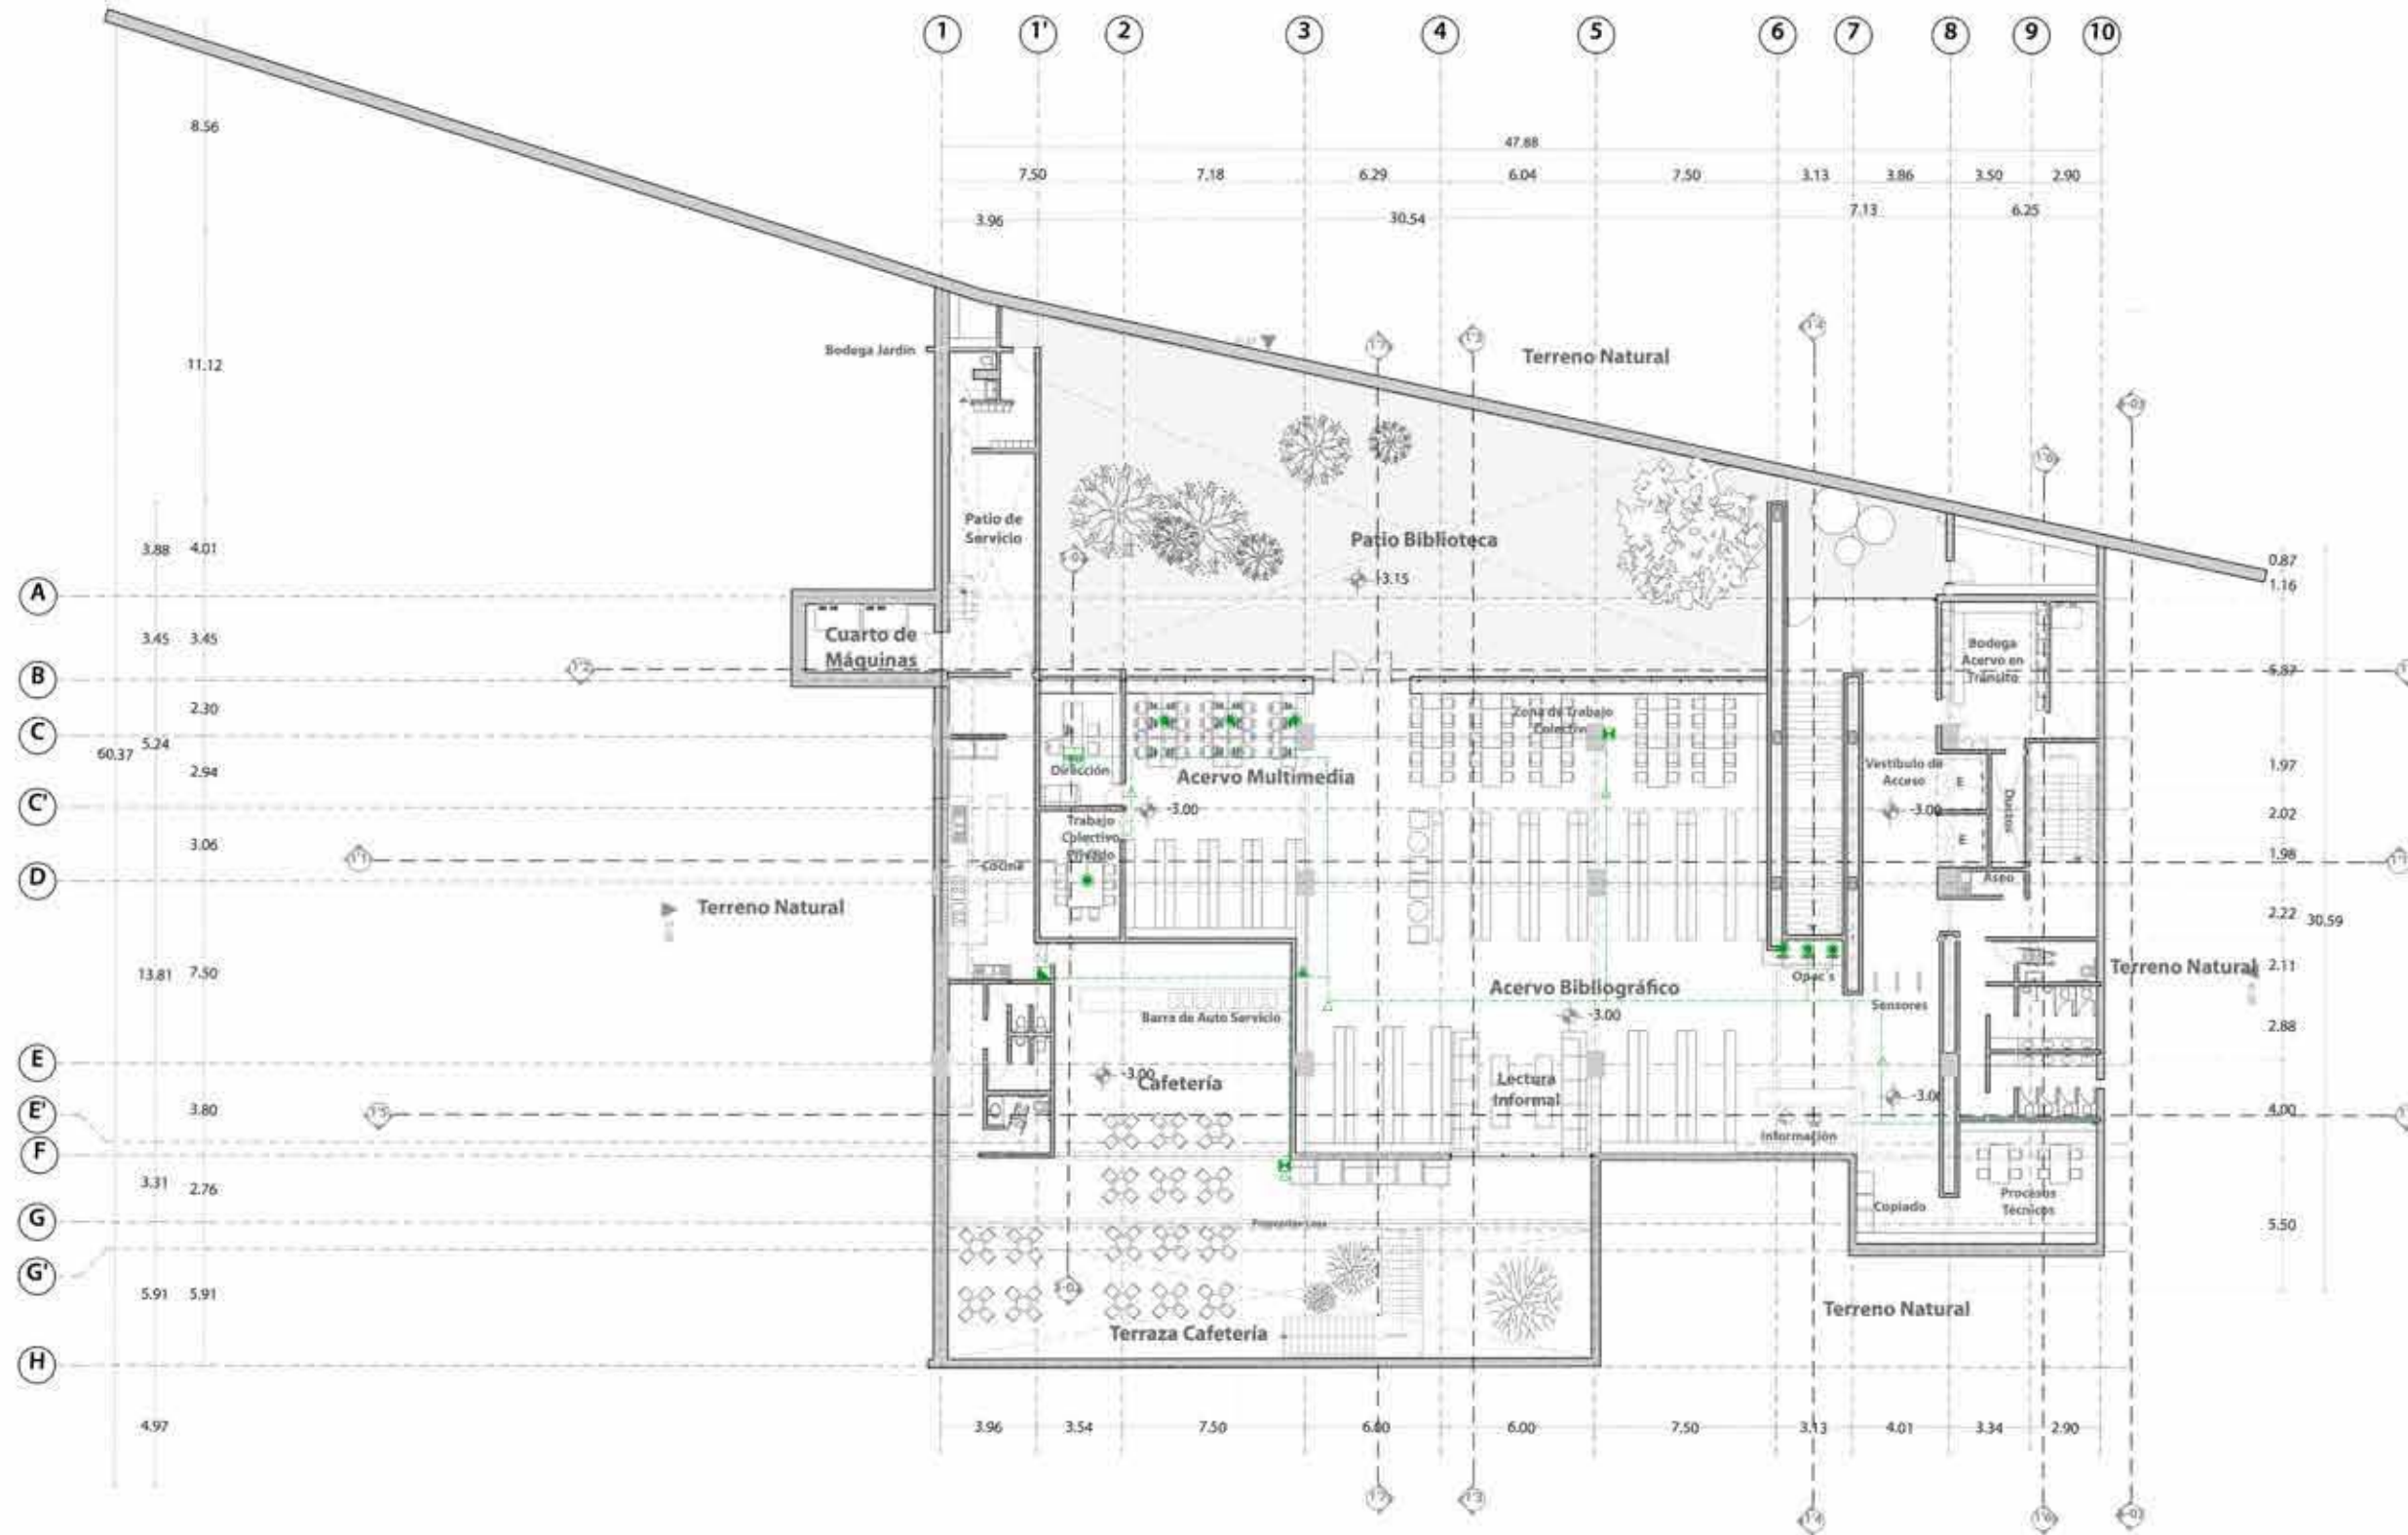 1 1' 2 3 4 5 6 7 8 9 10
8.56
47.88
7.50 7.18 6.29 6.04 7.50 3.13 3.86 3.50 2.90
3.96 30.54 7.13 6.25
Bodega Jardín
Terreno Natural
11.12
Patio de
Servicio
Patio Biblioteca
-3.15
3.88 4.01
0.87
1.16
A
Cuarto de
Máquinas
3.45 3.45
Bodega
Acervo en
Tránsito
5.87
B
2.30
Zona de Trabajo
Colectivo
C
60.37 5.24
2.94
Dirección
Acervo Multimedia
-3.00
Vestíbulo de
Acceso
-3.00
E
Ductos
E
1.97
C'
2.02
3.06
Trabajo
Colectivo
Privado
Cocina
1.98
D
Aseo
Terreno Natural
2.22 30.59
13.81 7.50
Acervo Bibliográfico
-3.00
Opac´s
Sensores
Terreno Natural
2.11
Barra de Auto Servicio
2.88
E
-3.00
Cafetería
Lectura
Informal
-3.00
E'
3.80
4.00
Información
F
3.31 2.76
Copiado
Procesos
Técnicos
G
5.50
G'
5.91 5.91
Terreno Natural
Terraza Cafetería
H
4.97
3.96 3.54 7.50 6.00 6.00 7.50 3.13 4.01 3.34 2.90